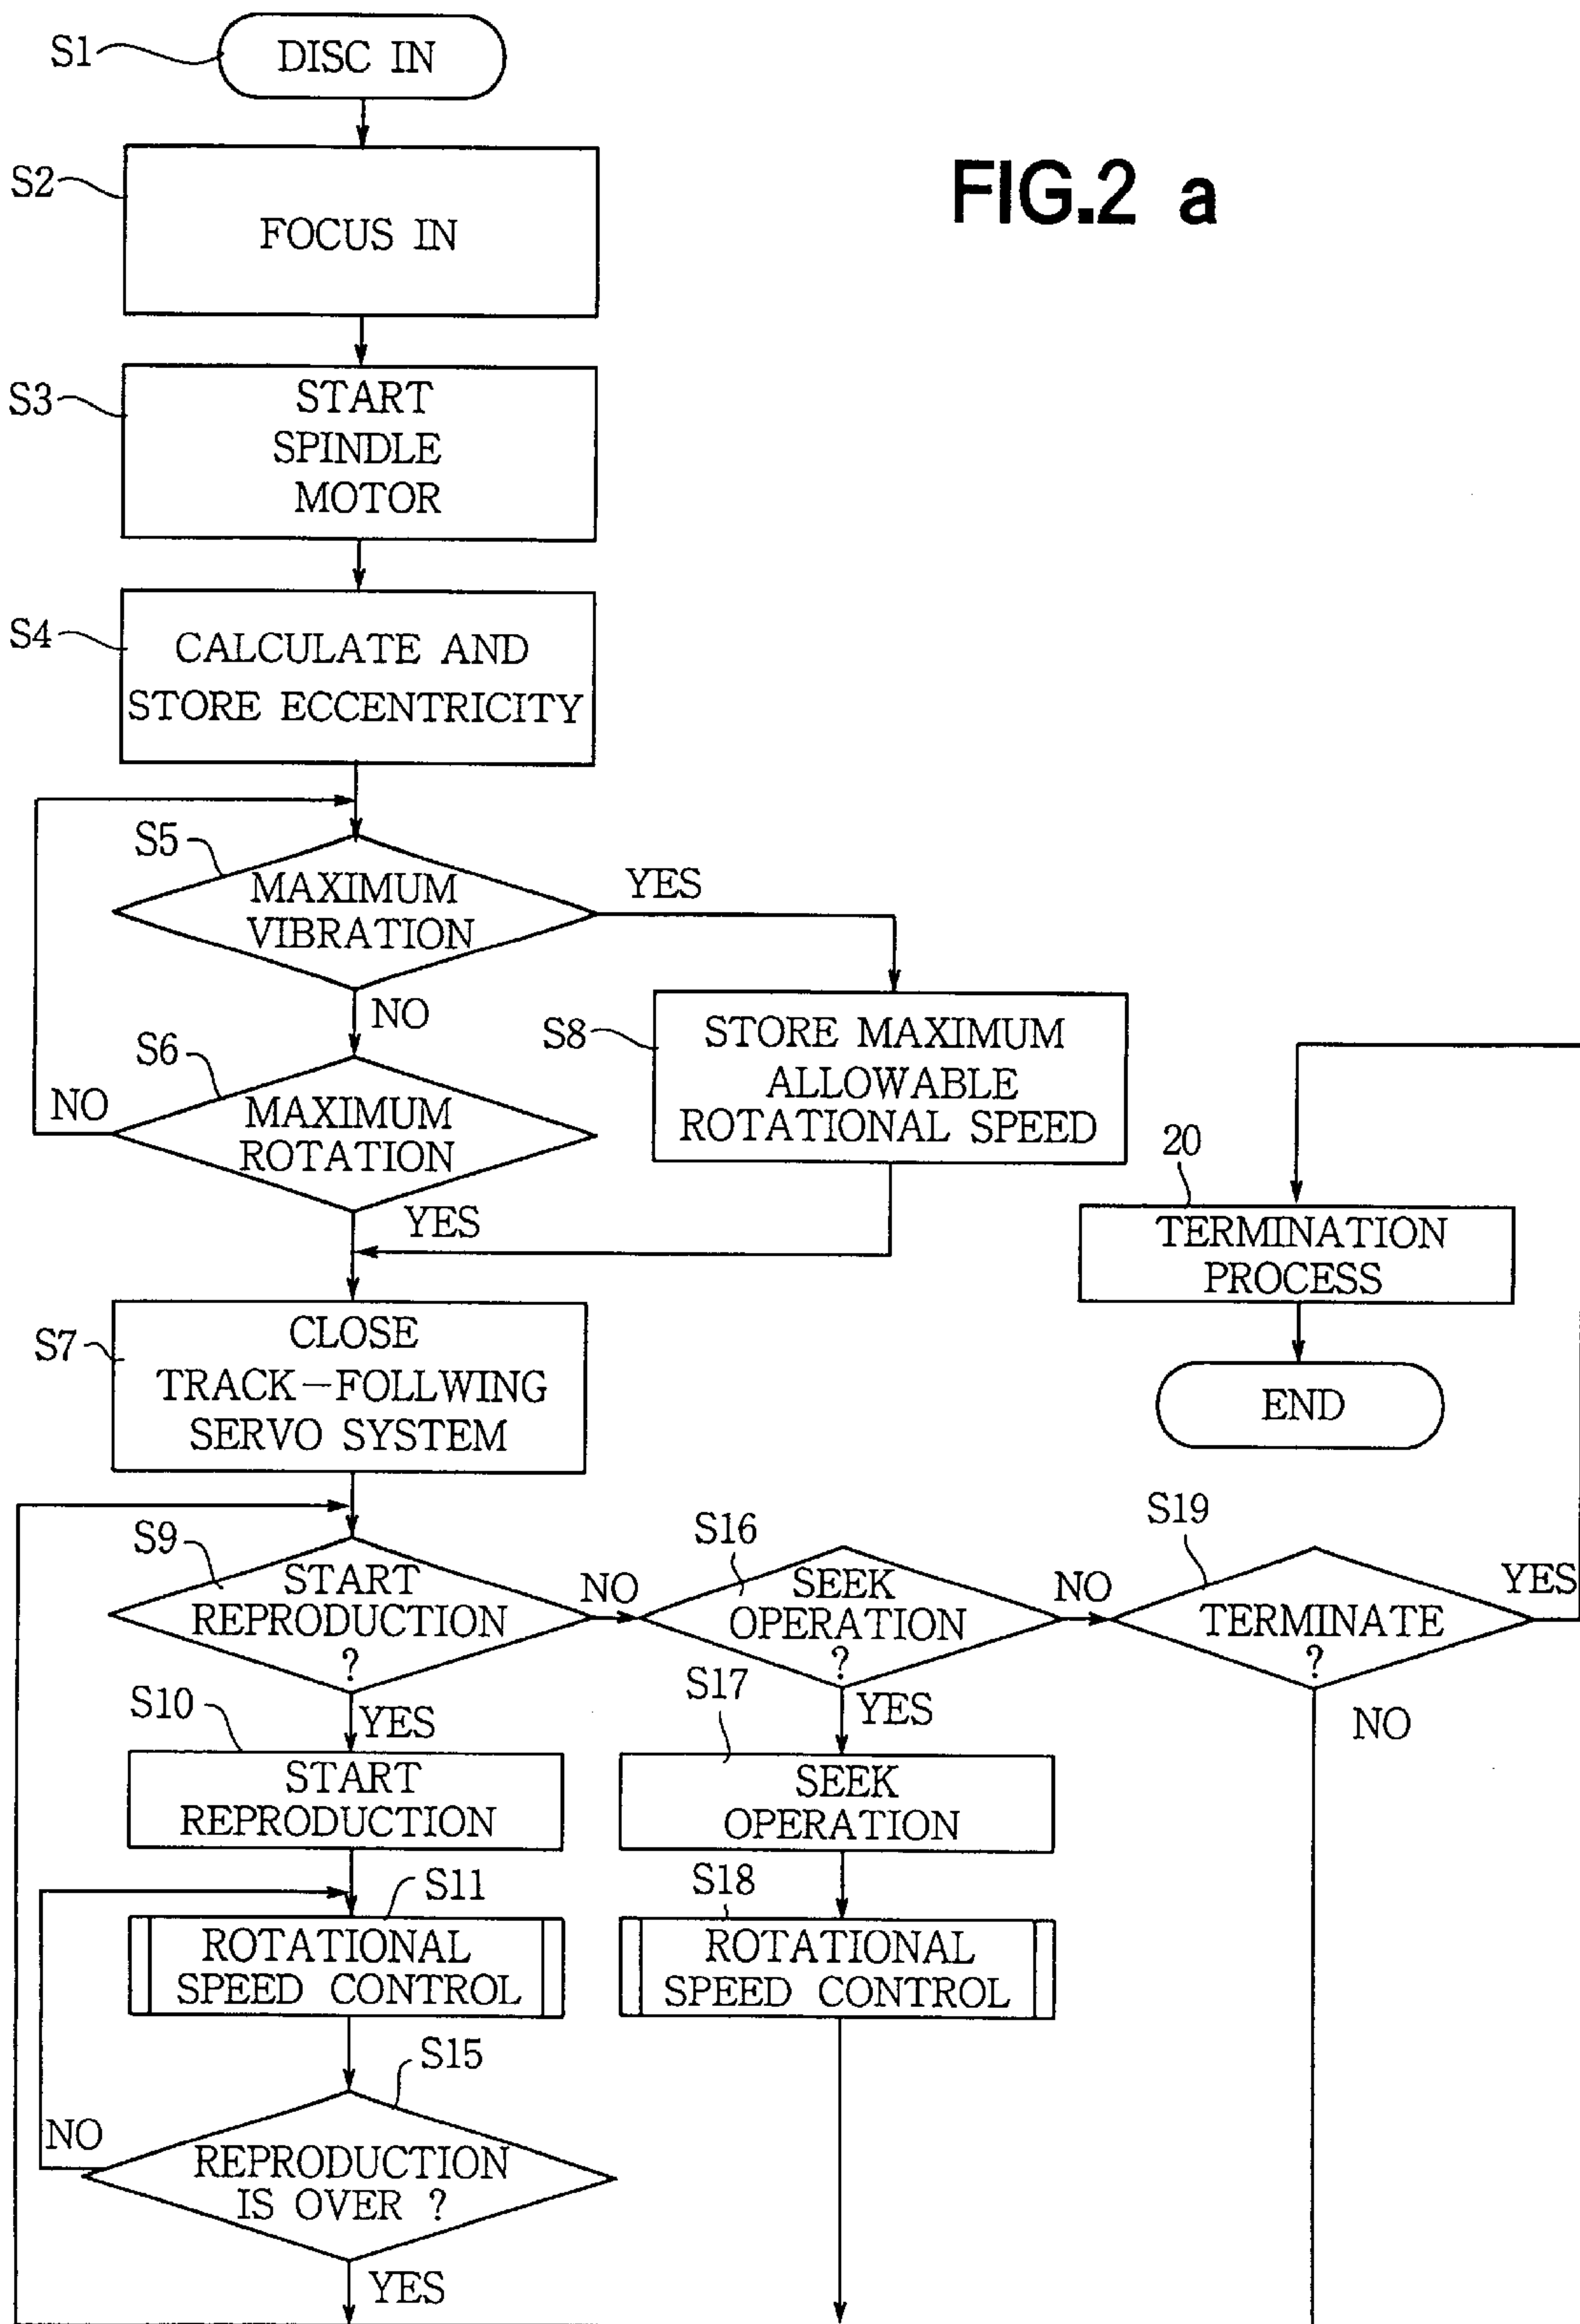 S1
DISC IN
FIG.2 a
S2
FOCUS IN
S3
START
SPINDLE
MOTOR
S4
CALCULATE AND
STORE ECCENTRICITY
S5
MAXIMUM
VIBRATION
YES
NO
S8
STORE MAXIMUM
ALLOWABLE
ROTATIONAL SPEED
S6
NO
MAXIMUM
ROTATION
YES
20
TERMINATION
PROCESS
END
S7
CLOSE
TRACK-FOLLWING
SERVO SYSTEM
S9
START
REPRODUCTION
?
NO
S16
SEEK
OPERATION
?
NO
S19
TERMINATE
?
YES
NO
S10
YES
START
REPRODUCTION
S17
YES
SEEK
OPERATION
S11
ROTATIONAL
SPEED CONTROL
S18
ROTATIONAL
SPEED CONTROL
S15
NO
REPRODUCTION
IS OVER ?
YES